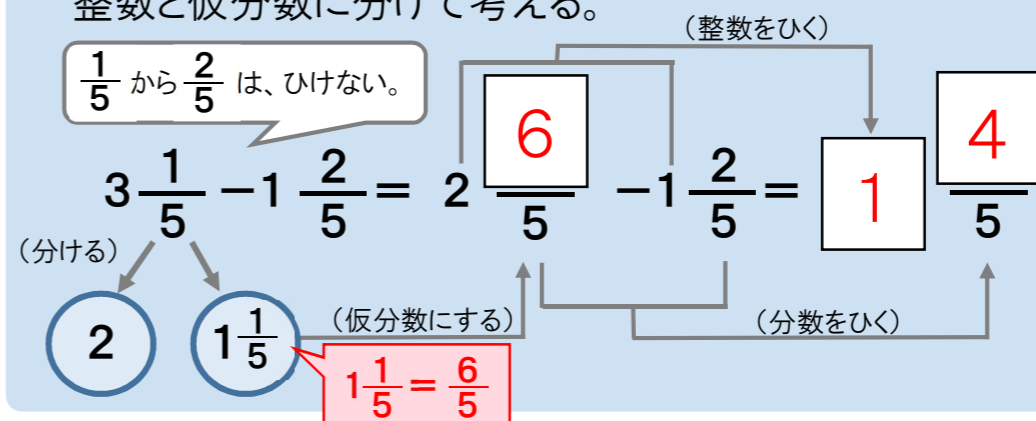 整数と仮分数に分けて考える。
(整数をひく)
1/5 から 2/5 は、ひけない。
3 1/5 −1 2/5 = 2 6/5 −1 2/5 = 1 4/5
(分ける)
2
1 1/5
(仮分数にする)
(分数をひく)
1 1/5 = 6/5